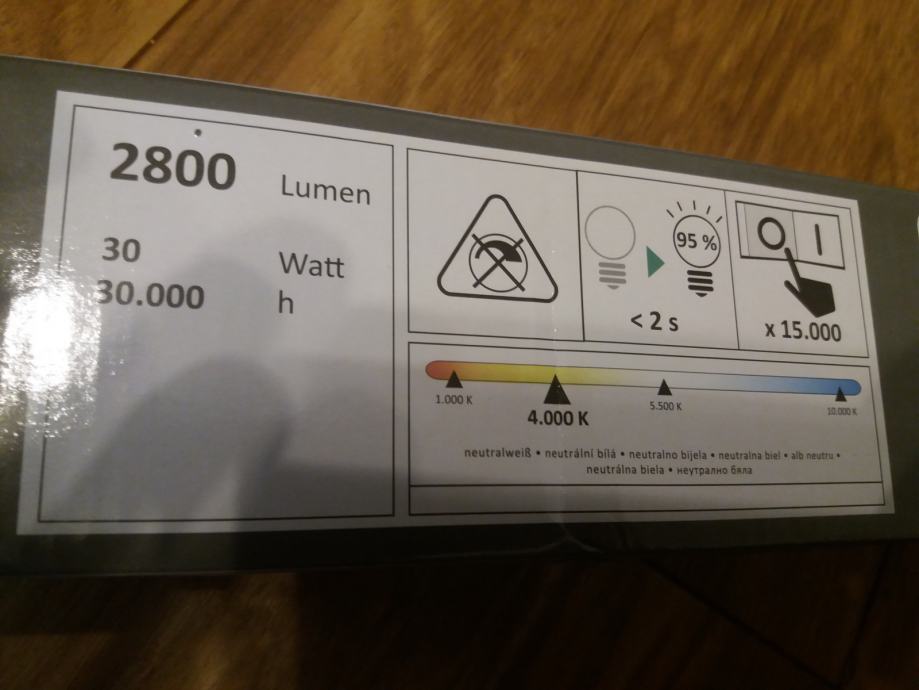 2800 Lumen
30 Watt
30.000 h
95 %
< 2 s
O I
x 15.000
1.000 K
4.000 K
5.500 K
10.000 K
neutralweiß • neutrální bílá • neutralno bijela • neutralna biel • alb neutru •
neutrálna biela • неутрално бяла